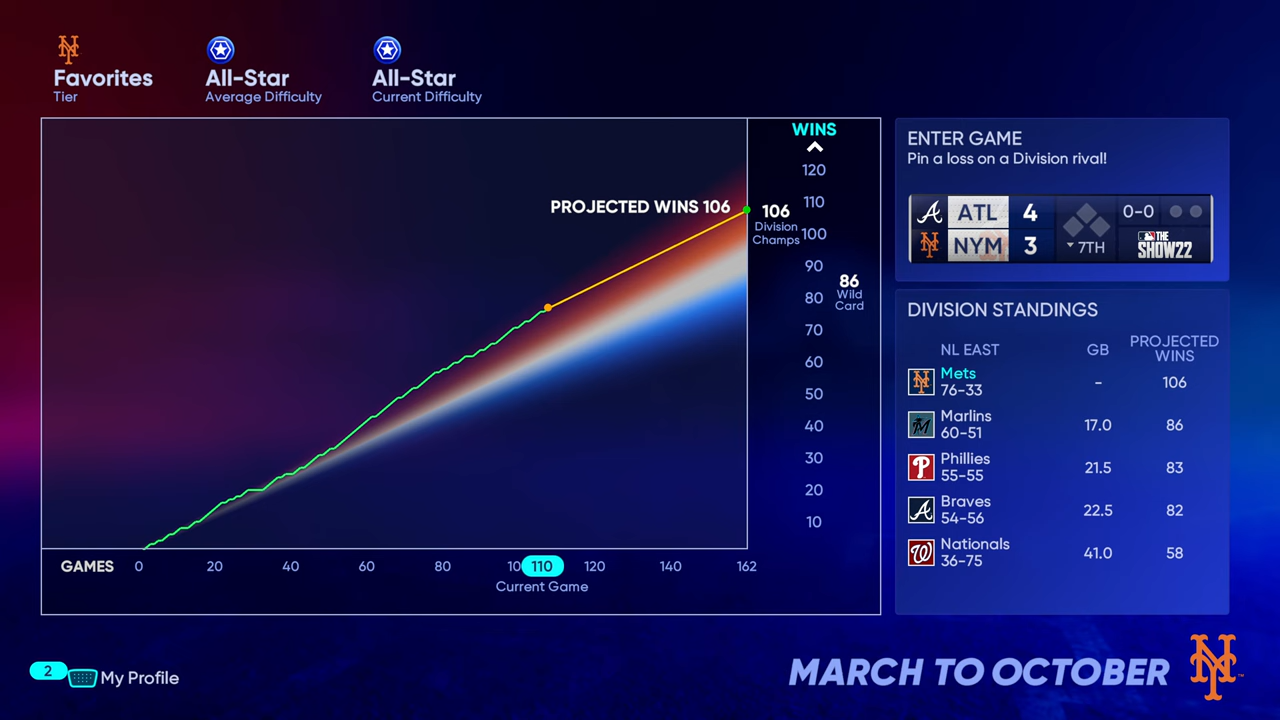 Favorites
Tier
All-Star
Average Difficulty
All-Star
Current Difficulty
WINS
120
110
100
90
80
70
60
50
40
30
20
10
PROJECTED WINS 106
106
Division
Champs
86
Wild
Card
GAMES 0 20 40 60 80 10 110 120 140 162
Current Game
ENTER GAME
Pin a loss on a Division rival!
ATL 4 0-0
NYM 3 7TH MLB THE SHOW22
DIVISION STANDINGS
NL EAST GB PROJECTED WINS
Mets
76-33 - 106
Marlins
60-51 17.0 86
Phillies
55-55 21.5 83
Braves
54-56 22.5 82
Nationals
36-75 41.0 58
2 My Profile
MARCH TO OCTOBER